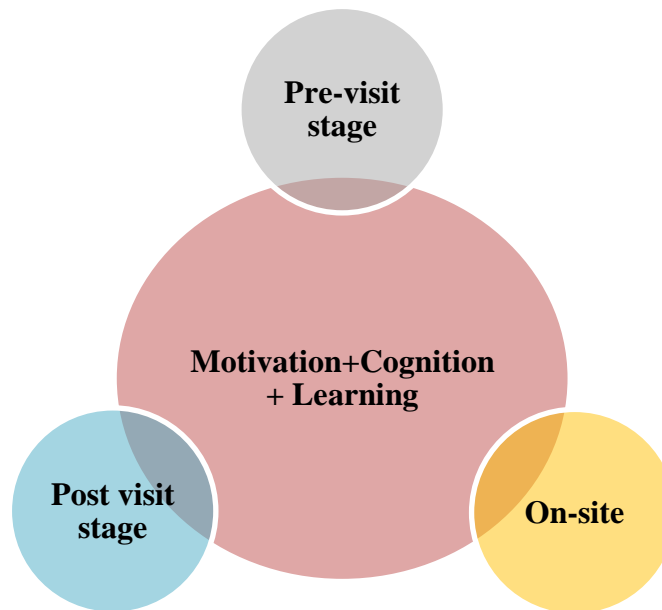 Pre-visit
stage
Motivation+Cognition
+ Learning
Post visit
stage
On-site